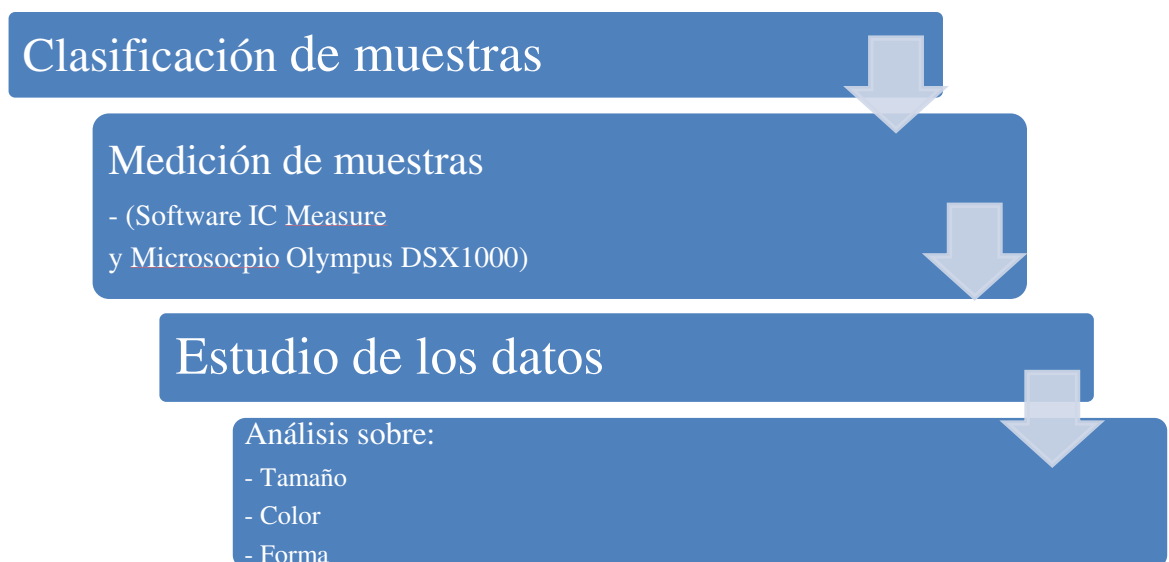 Clasificación de muestras
Medición de muestras
- (Software IC Measure
y Microsocpio Olympus DSX1000)
Estudio de los datos
Análisis sobre:
- Tamaño
- Color
- Forma